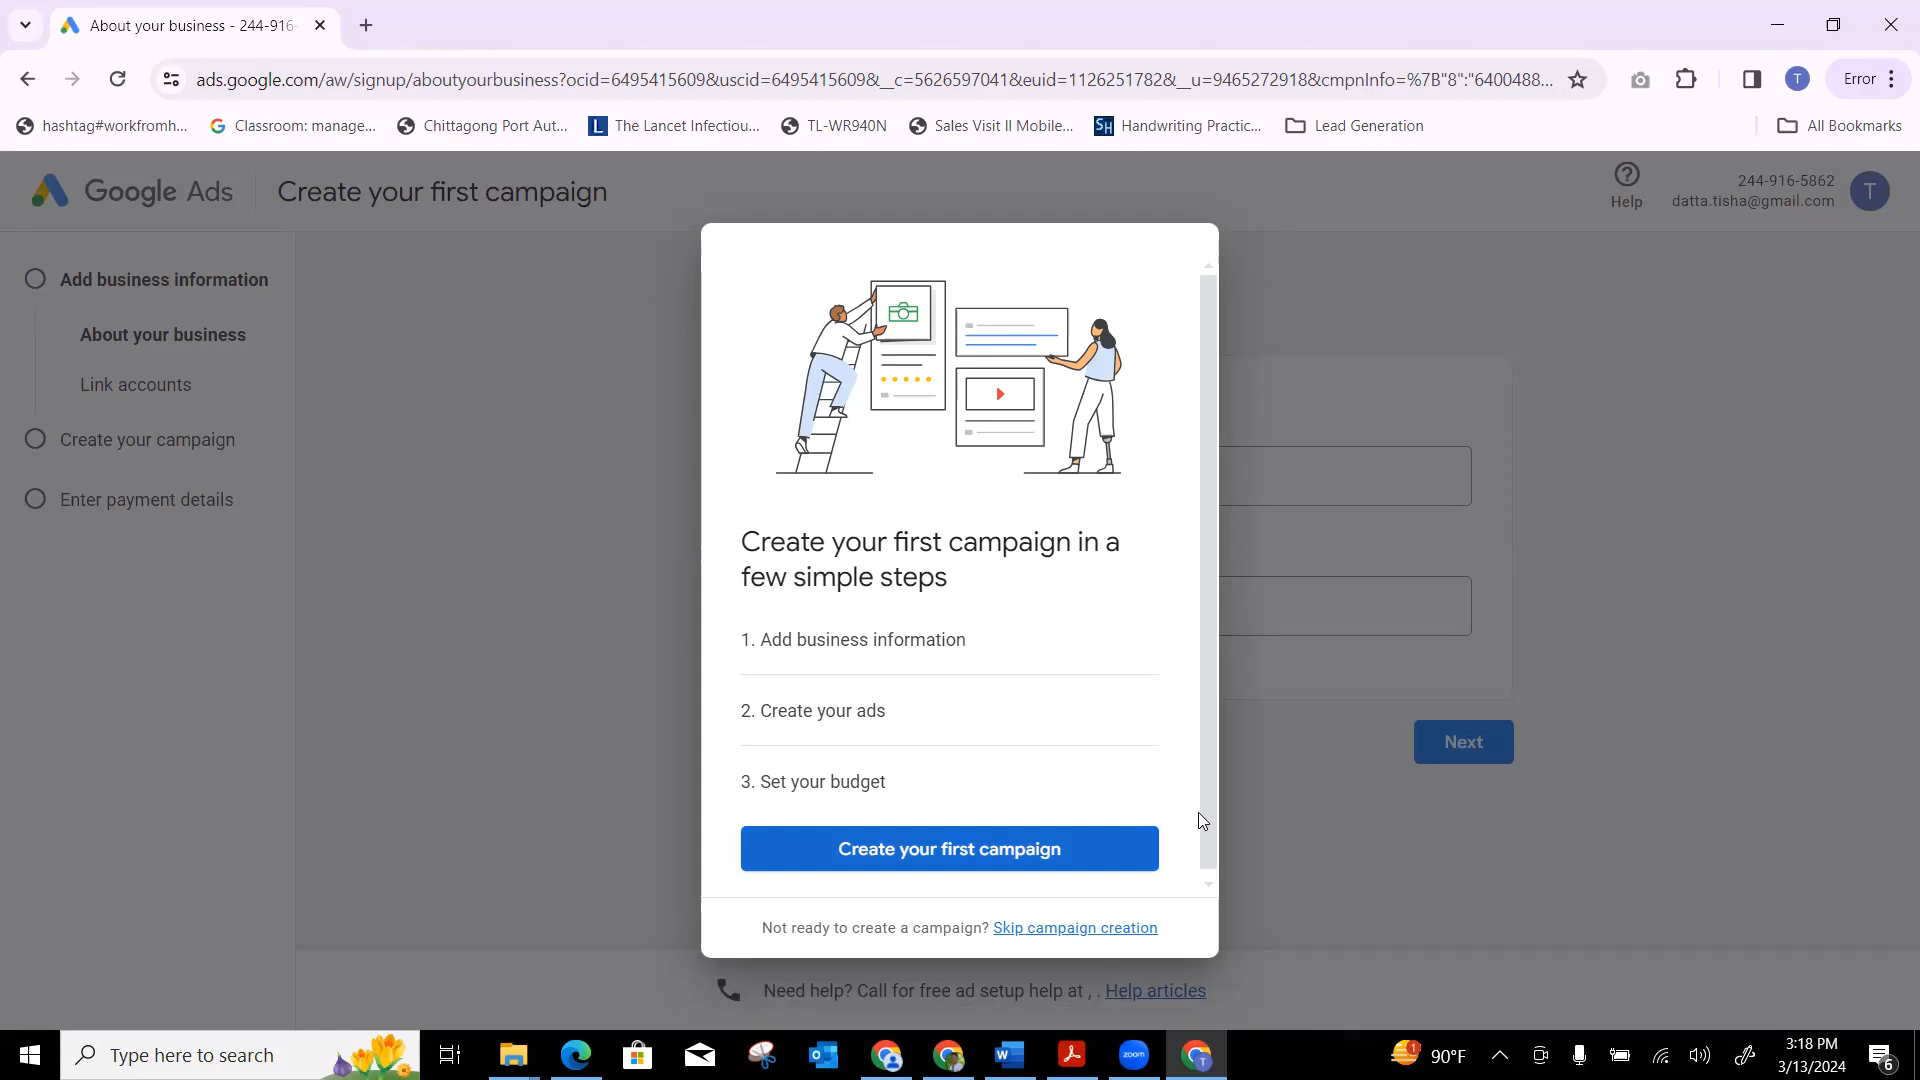 About your business - 244-916-
ads.google.com/aw/signup/aboutyourbusiness?ocid=6495415609&uscid=6495415609&__c=5626597041&euid=1126251782&__u=9465272918&cmpnInfo=%7B"8":"6400488...
T
Error
hashtag#workfromh...
Classroom: manage...
Chittagong Port Aut...
L
The Lancet Infectiou...
TL-WR940N
Sales Visit II Mobile...
SH
Handwriting Practic...
Lead Generation
All Bookmarks
Google Ads
Create your first campaign
Help
244-916-5862
datta.tisha@gmail.com
T
Add business information
About your business
Link accounts
Create your campaign
Enter payment details
Create your first campaign in a
few simple steps
1. Add business information
2. Create your ads
3. Set your budget
Create your first campaign
Not ready to create a campaign? Skip campaign creation
Next
Need help? Call for free ad setup help at , . Help articles
Type here to search
zoom
T
1
90°F
3:18 PM
3/13/2024
6